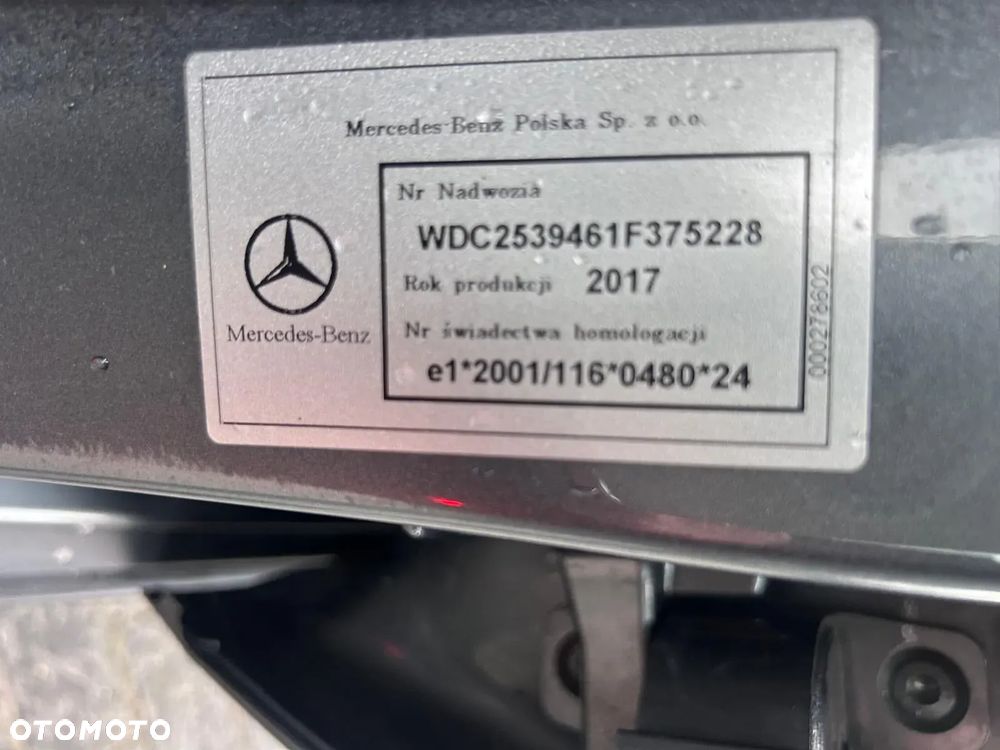 Mercedes-Benz Polska Sp. z o.o.
Nr Nadwozia
WDC2539461F375228
Rok produkcji 2017
Nr świadectwa homologacji
e1*2001/116*0480*24
Mercedes-Benz
000278602
OTOMOTO